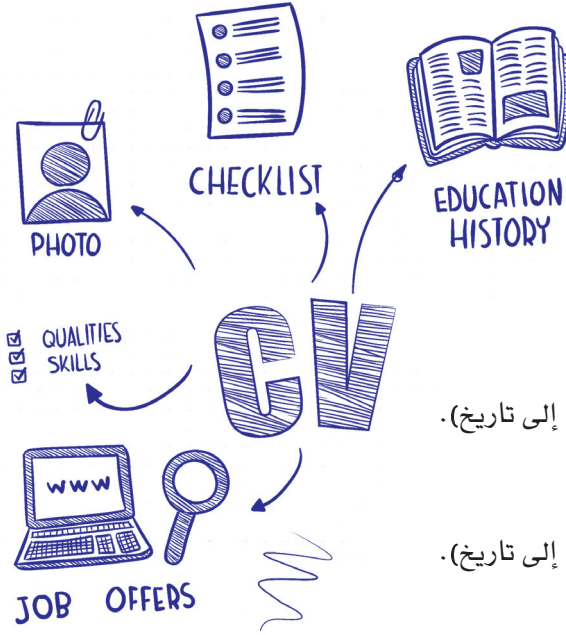 CHECKLIST
EDUCATION
HISTORY
PHOTO
QUALITIES
SKILLS
CV
إلى تاريخ).
WWW
إلى تاريخ).
JOB OFFERS